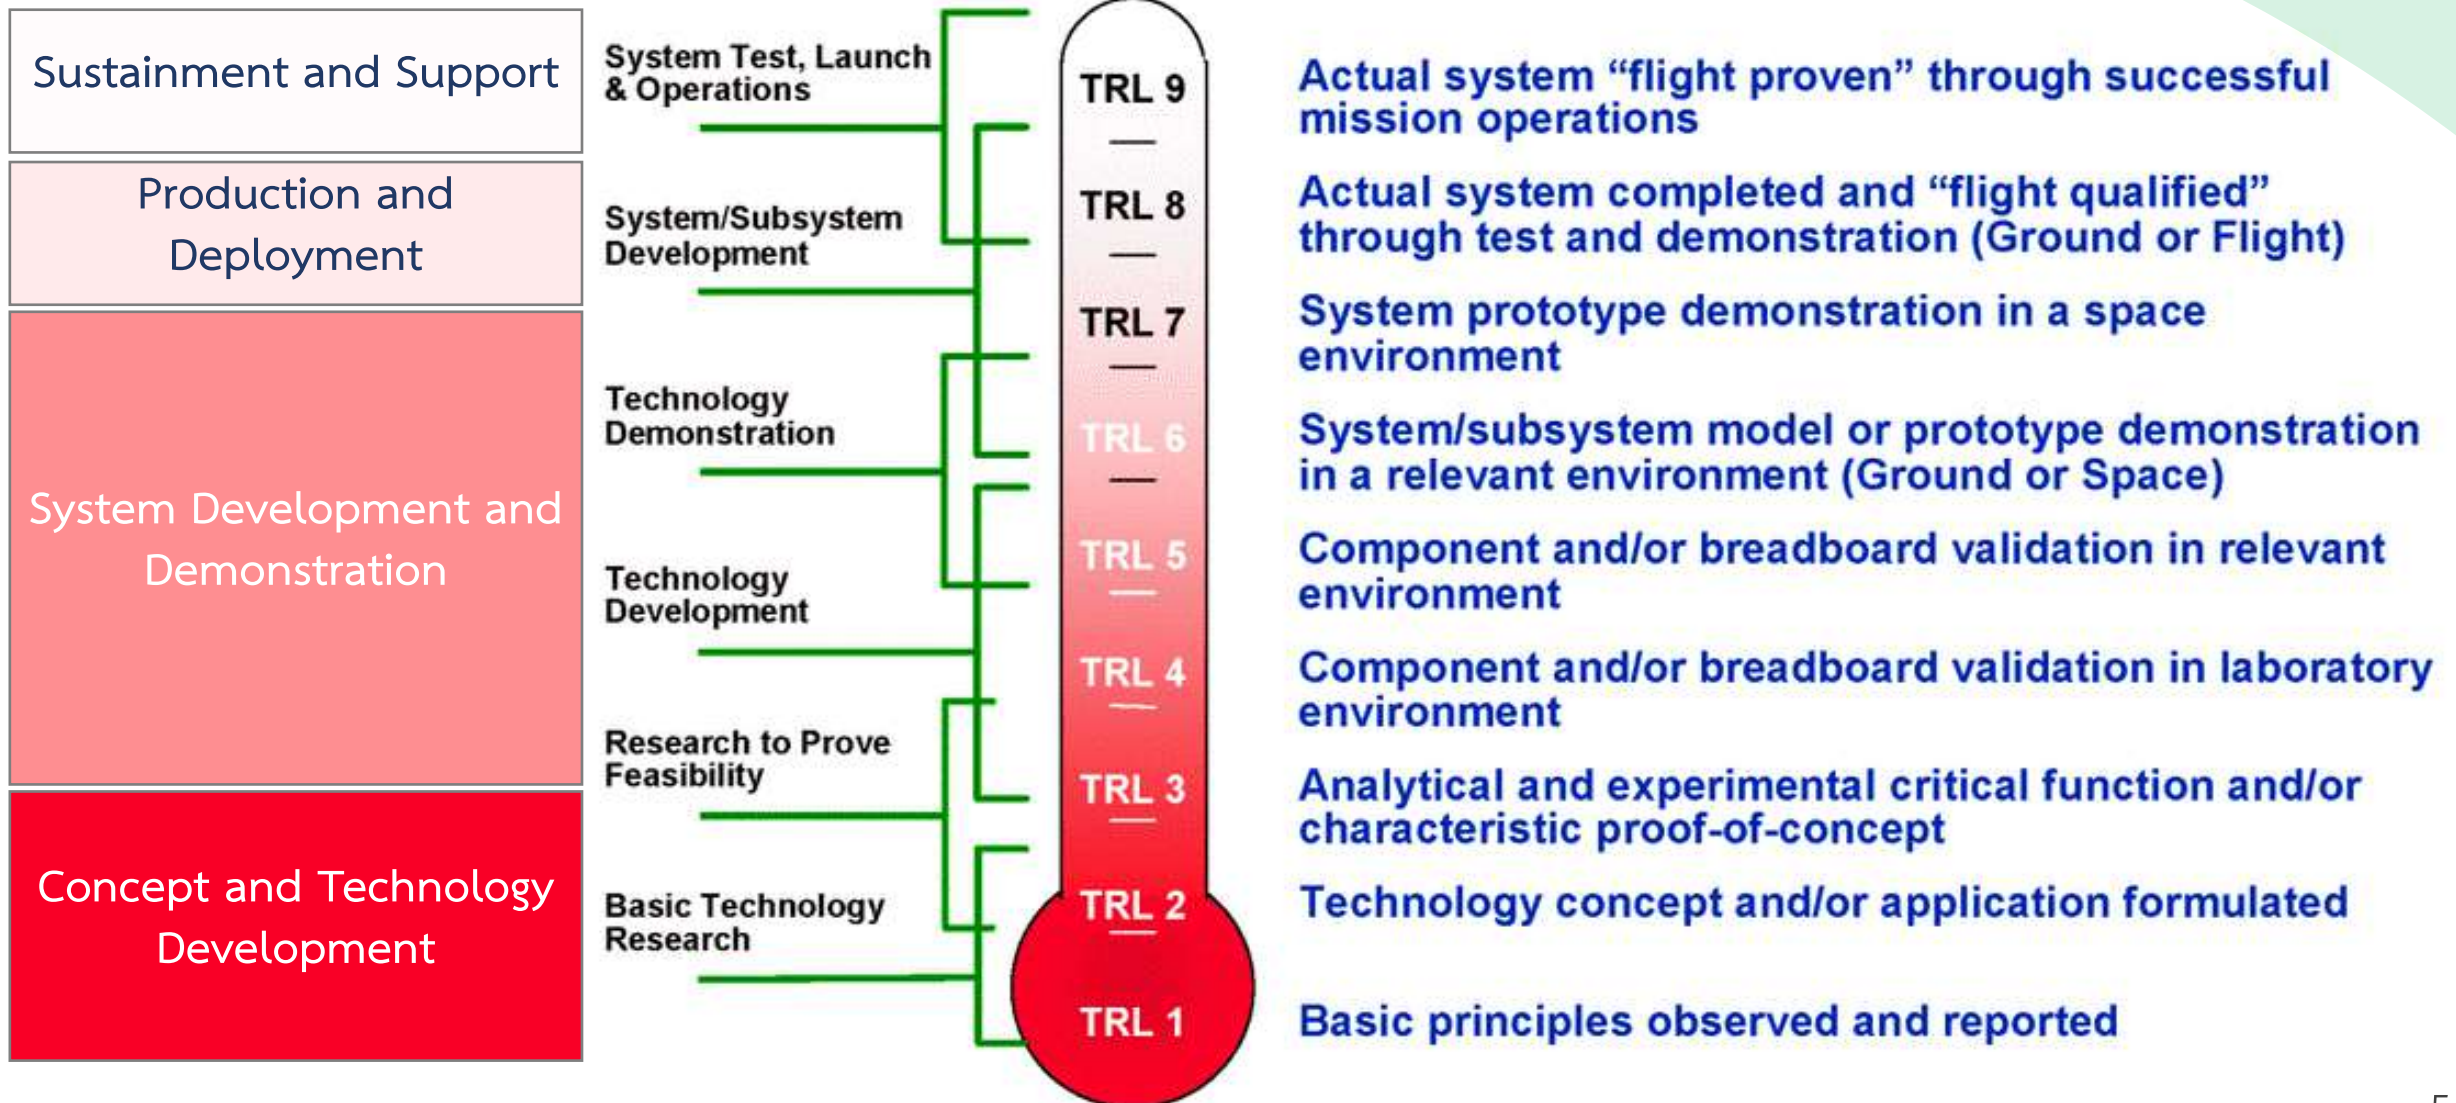 Sustainment and Support
Production and
Deployment
System Development and
Demonstration
Concept and Technology
Development
System Test, Launch
& Operations
System/Subsystem
Development
Technology
Demonstration
Technology
Development
Research to Prove
Feasibility
Basic Technology
Research
TRL 9
TRL 8
TRL 7
TRL 6
TRL 5
TRL 4
TRL 3
TRL 2
TRL 1
Actual system “flight proven” through successful
mission operations
Actual system completed and “flight qualified”
through test and demonstration (Ground or Flight)
System prototype demonstration in a space
environment
System/subsystem model or prototype demonstration
in a relevant environment (Ground or Space)
Component and/or breadboard validation in relevant
environment
Component and/or breadboard validation in laboratory
environment
Analytical and experimental critical function and/or
characteristic proof-of-concept
Technology concept and/or application formulated
Basic principles observed and reported